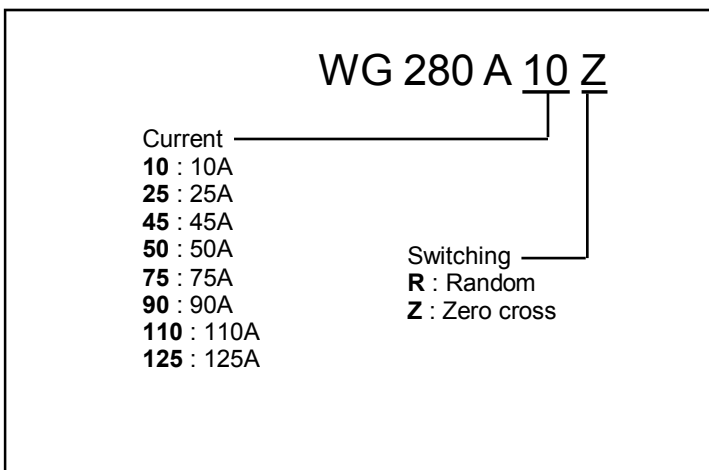 WG 280 A 10 Z
Current
10 : 10A
25 : 25A
45 : 45A
50 : 50A
75 : 75A
90 : 90A
110 : 110A
125 : 125A
Switching
R : Random
Z : Zero cross